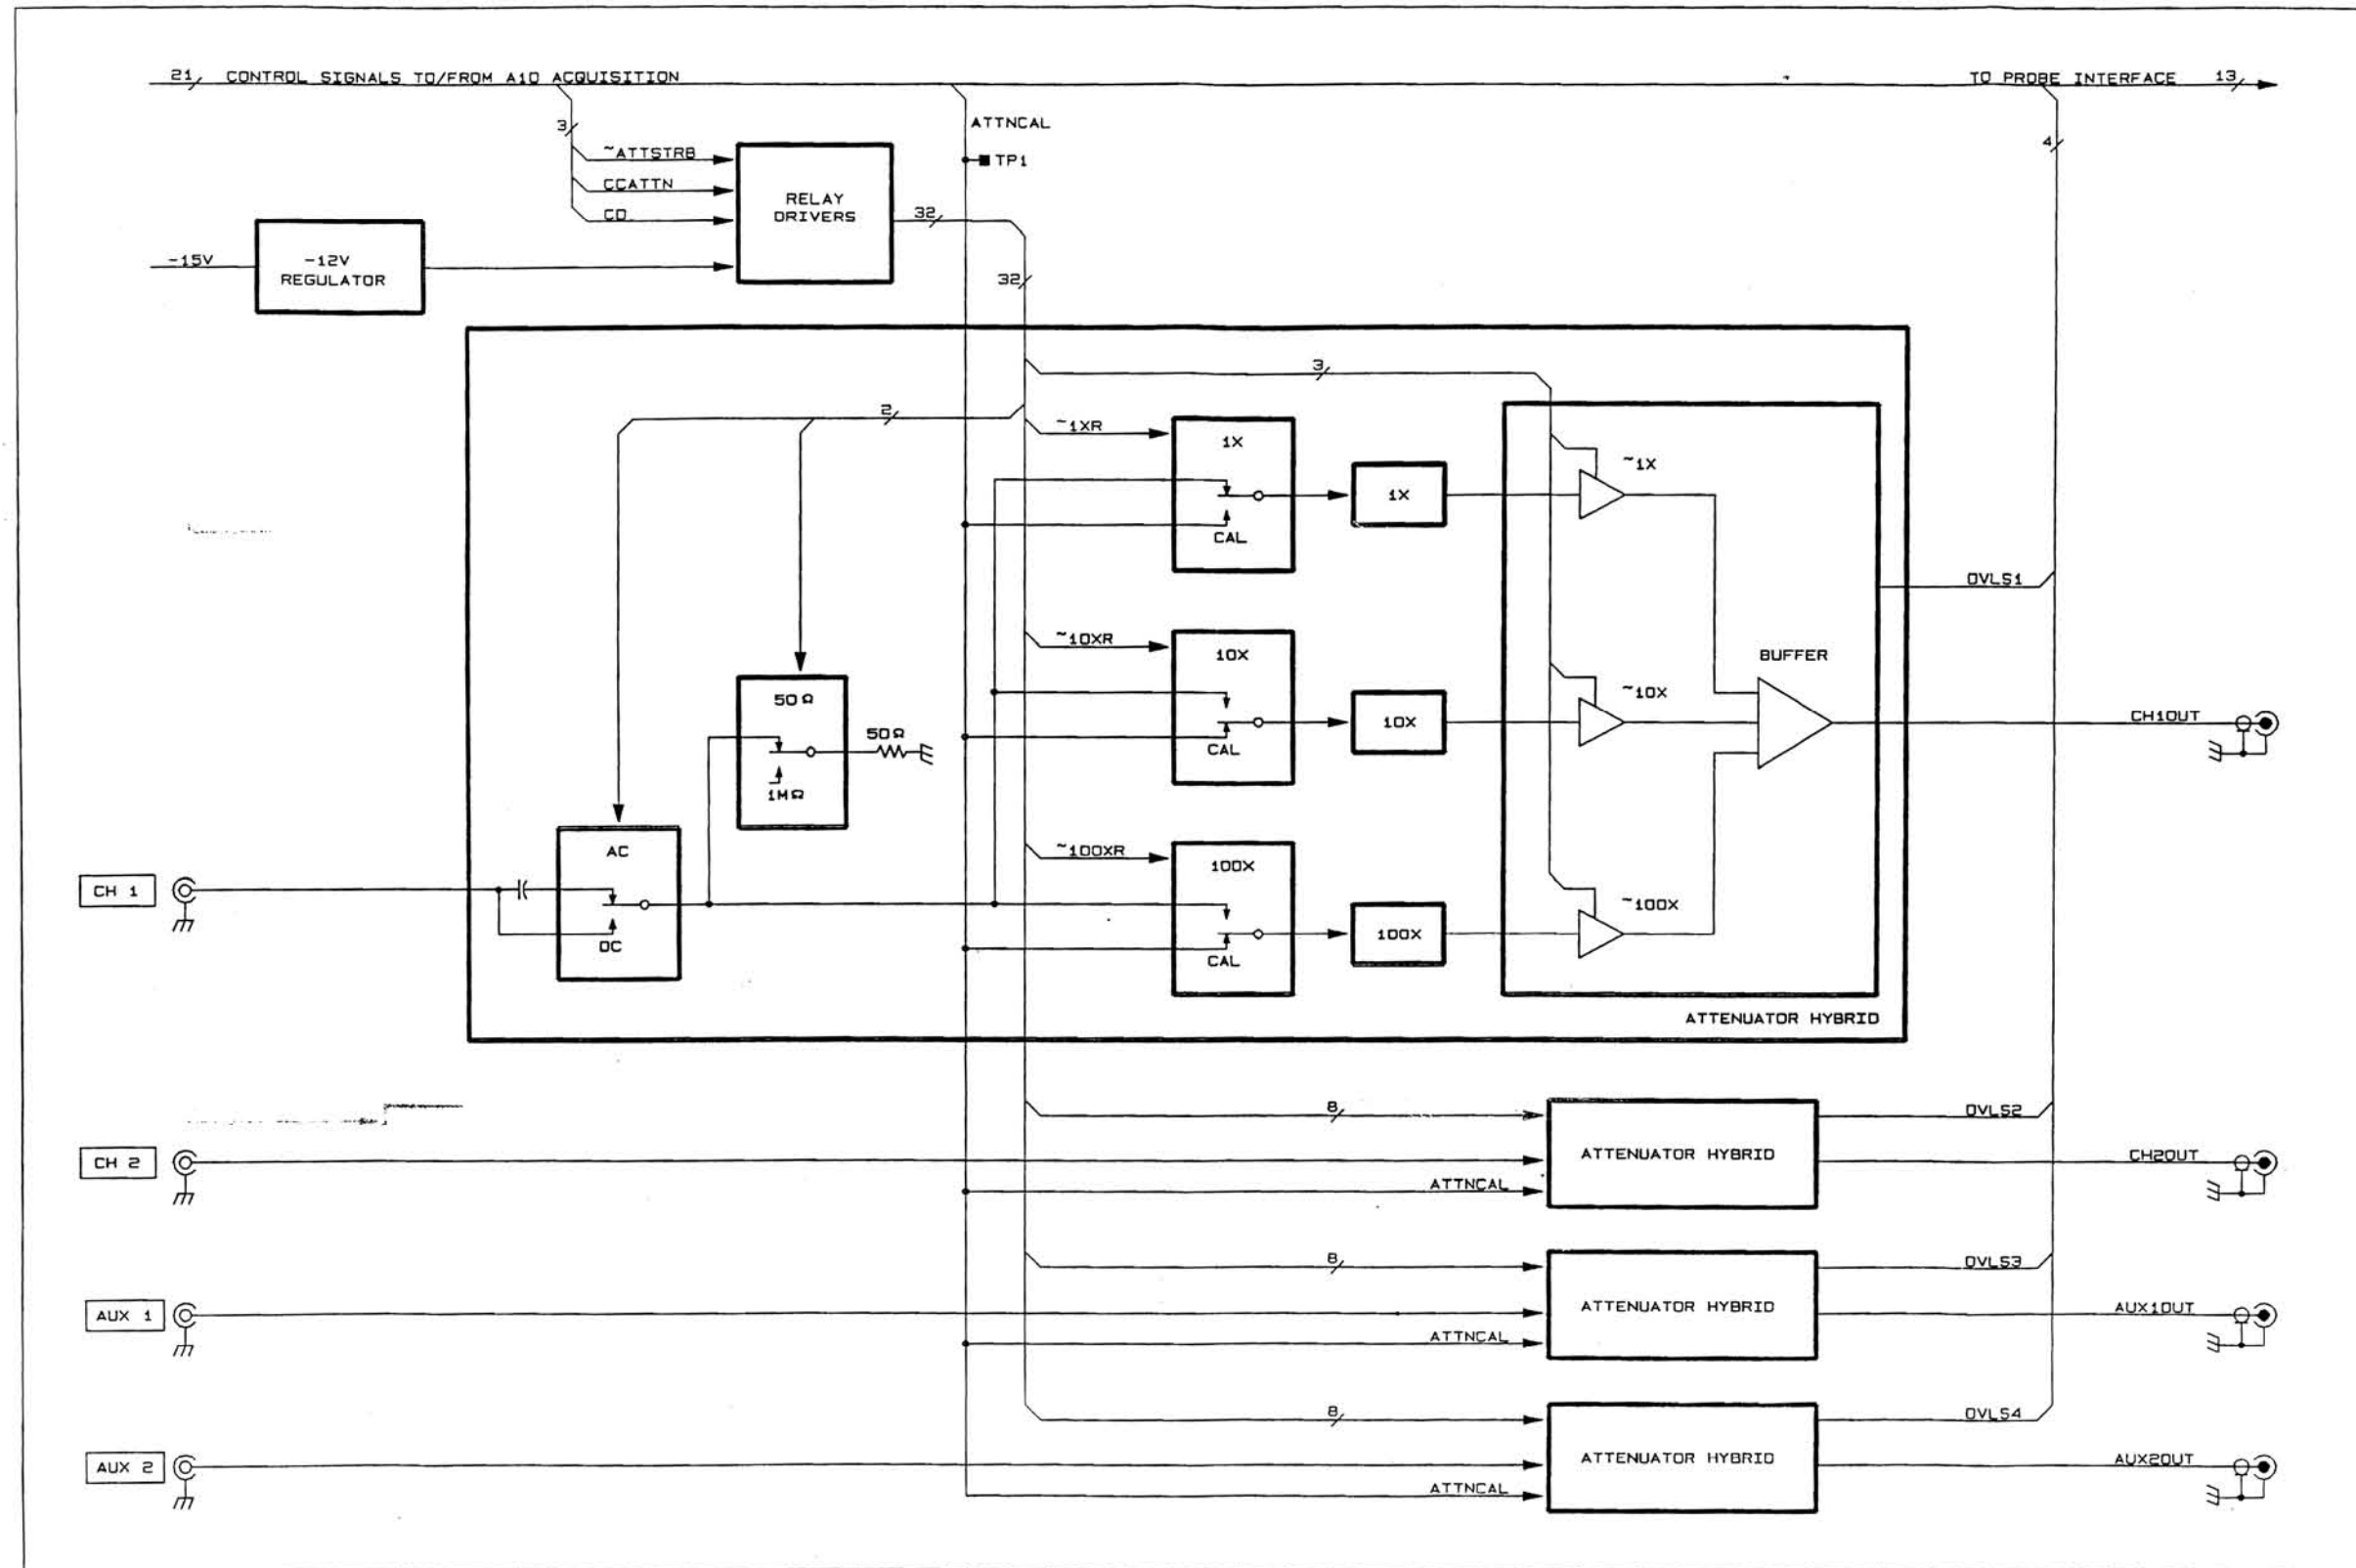 21 CONTROL SIGNALS TO/FROM A10 ACQUISITION
TO PROBE INTERFACE 13
3
~ATTSTRB
CCATTN
CD
RELAY
DRIVERS
32
ATTNCAL
TP1
4
-15V
-12V
REGULATOR
32
3
2
~1XR
1X
CAL
1X
~1X
OVLS1
~10XR
10X
CAL
10X
~10X
BUFFER
CH1OUT
50Ω
1MΩ
50Ω
~100XR
100X
CAL
100X
~100X
CH 1
AC
DC
ATTENUATOR HYBRID
8
OVLS2
CH 2
ATTENUATOR HYBRID
CH2OUT
ATTNCAL
8
OVLS3
AUX 1
ATTENUATOR HYBRID
AUX1OUT
ATTNCAL
8
OVLS4
AUX 2
ATTENUATOR HYBRID
AUX2OUT
ATTNCAL